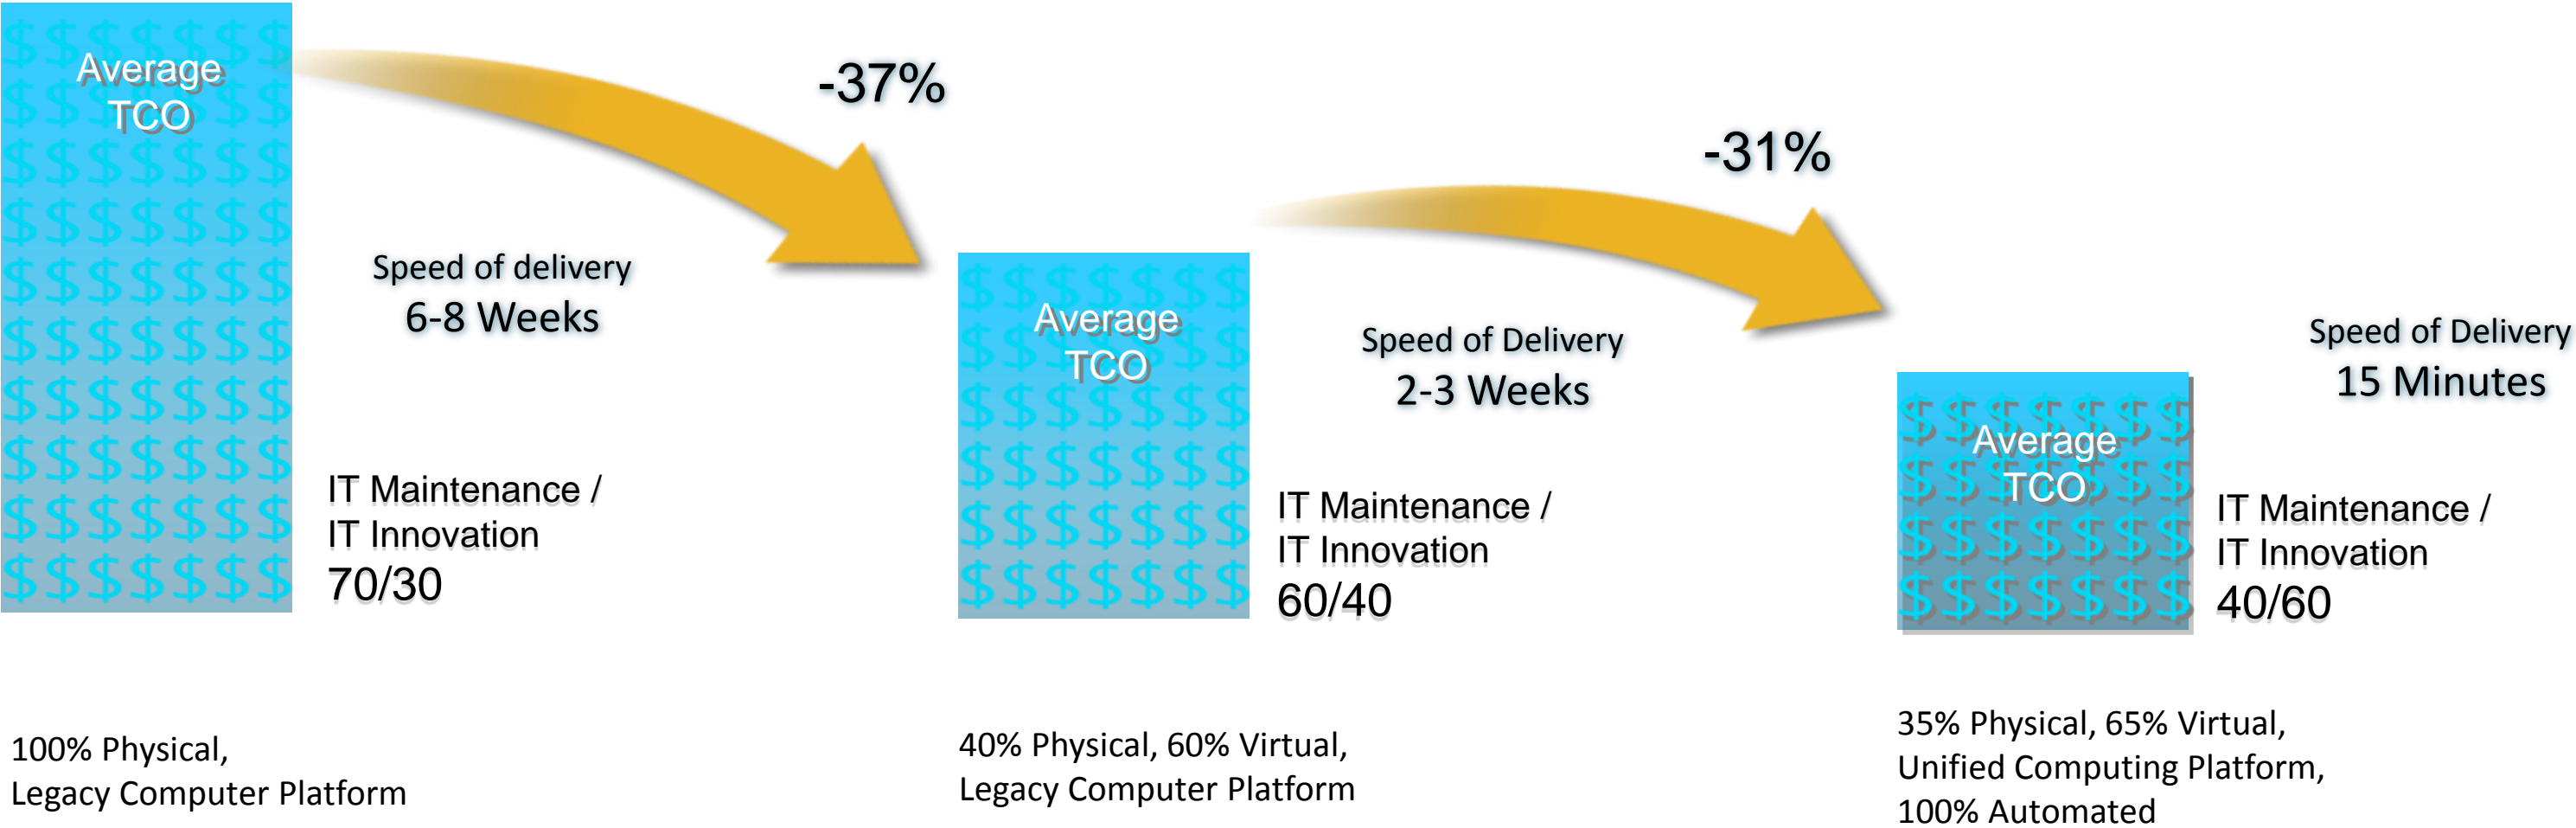 Average
TCO
-37%
Speed of delivery
6-8 Weeks
IT Maintenance /
IT Innovation
70/30
100% Physical,
Legacy Computer Platform
Average
TCO
-31%
Speed of Delivery
2-3 Weeks
IT Maintenance /
IT Innovation
60/40
40% Physical, 60% Virtual,
Legacy Computer Platform
Average
TCO
Speed of Delivery
15 Minutes
IT Maintenance /
IT Innovation
40/60
35% Physical, 65% Virtual,
Unified Computing Platform,
100% Automated